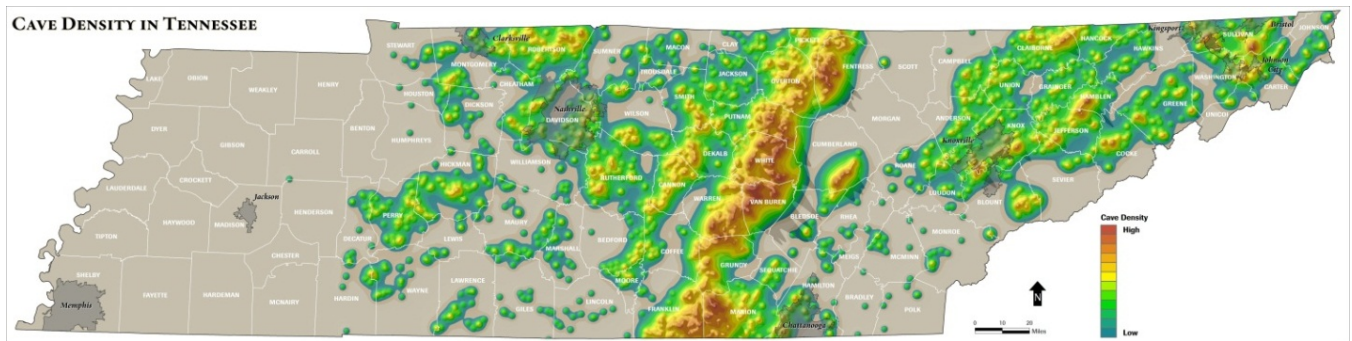 CAVE DENSITY IN TENNESSEE
STEWART
Clarksville
ROBERTSON
SUMNER
MACON
CLAY
PICKETT
CLAIBORNE
HANCOCK
HAWKINS
Kingsport
SULLIVAN
Bristol
JOHNSON
LAKE
OBION
WEAKLEY
HENRY
HOUSTON
MONTGOMERY
CHEATHAM
DICKSON
TROUSDALE
JACKSON
OVERTON
FENTRESS
SCOTT
CAMPBELL
UNION
GRAINGER
HAMBLEN
GREENE
WASHINGTON
Johnson City
CARTER
UNICOI
DYER
GIBSON
CARROLL
BENTON
HUMPHREYS
Nashville
DAVIDSON
WILSON
SMITH
PUTNAM
MORGAN
ANDERSON
KNOX
Knoxville
JEFFERSON
COCKE
LAUDERDALE
CROCKETT
HICKMAN
WILLIAMSON
RUTHERFORD
CANNON
DEKALB
WHITE
CUMBERLAND
ROANE
LOUDON
BLOUNT
SEVIER
TIPTON
HAYWOOD
MADISON
Jackson
HENDERSON
DECATUR
PERRY
LEWIS
MAURY
MARSHALL
BEDFORD
COFFEE
WARREN
VAN BUREN
BLEDSOE
RHEA
MEIGS
MCMINN
MONROE
SHELBY
Memphis
FAYETTE
HARDEMAN
CHESTER
MCNAIRY
HARDIN
WAYNE
LAWRENCE
GILES
LINCOLN
MOORE
FRANKLIN
GRUNDY
SEQUATCHIE
MARION
HAMILTON
Chattanooga
BRADLEY
POLK
Cave Density
High
Low
N
0 10 20
Miles